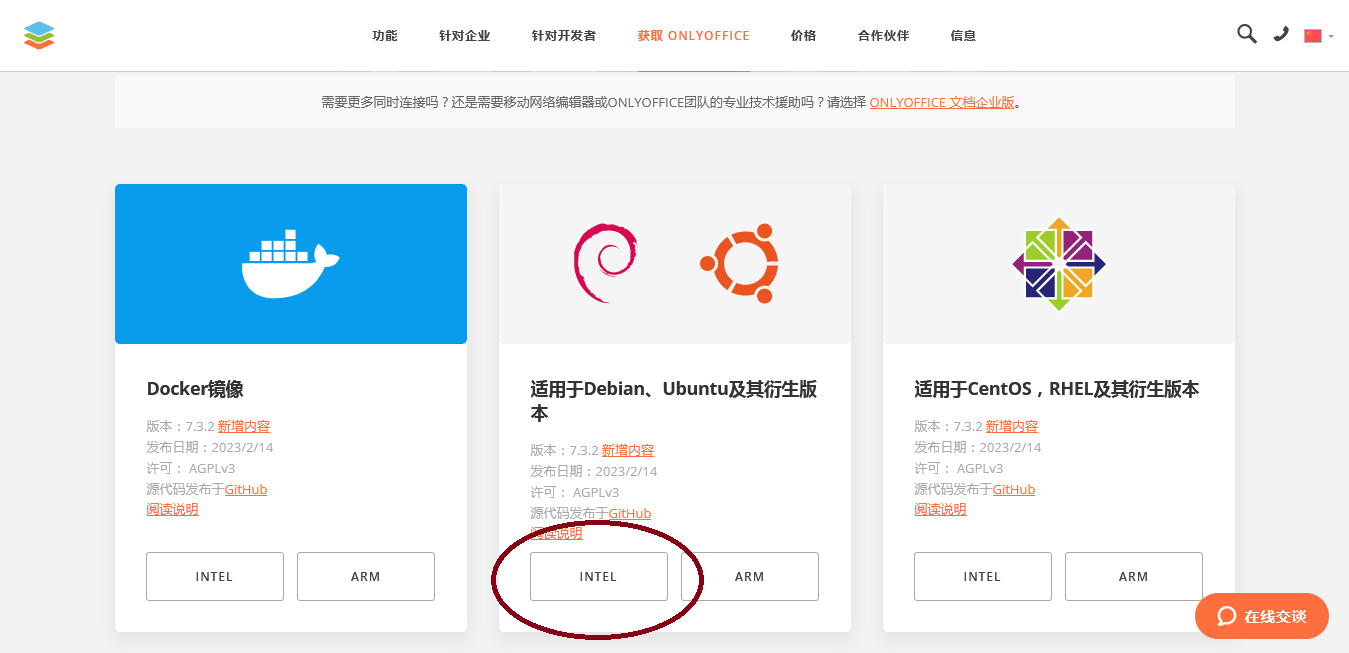 功能 针对企业 针对开发者 获取 ONLYOFFICE 价格 合作伙伴 信息
需要更多同时连接吗？还是需要移动网络编辑器或ONLYOFFICE团队的专业技术援助吗？请选择 ONLYOFFICE 文档企业版。
Docker镜像
版本：7.3.2 新增内容
发布日期：2023/2/14
许可： AGPLv3
源代码发布于GitHub
阅读说明
INTEL ARM
适用于Debian、Ubuntu及其衍生版
本
版本：7.3.2 新增内容
发布日期：2023/2/14
许可： AGPLv3
源代码发布于GitHub
阅读说明
INTEL ARM
适用于CentOS，RHEL及其衍生版本
版本：7.3.2 新增内容
发布日期：2023/2/14
许可： AGPLv3
源代码发布于GitHub
阅读说明
INTEL ARM
在线交谈